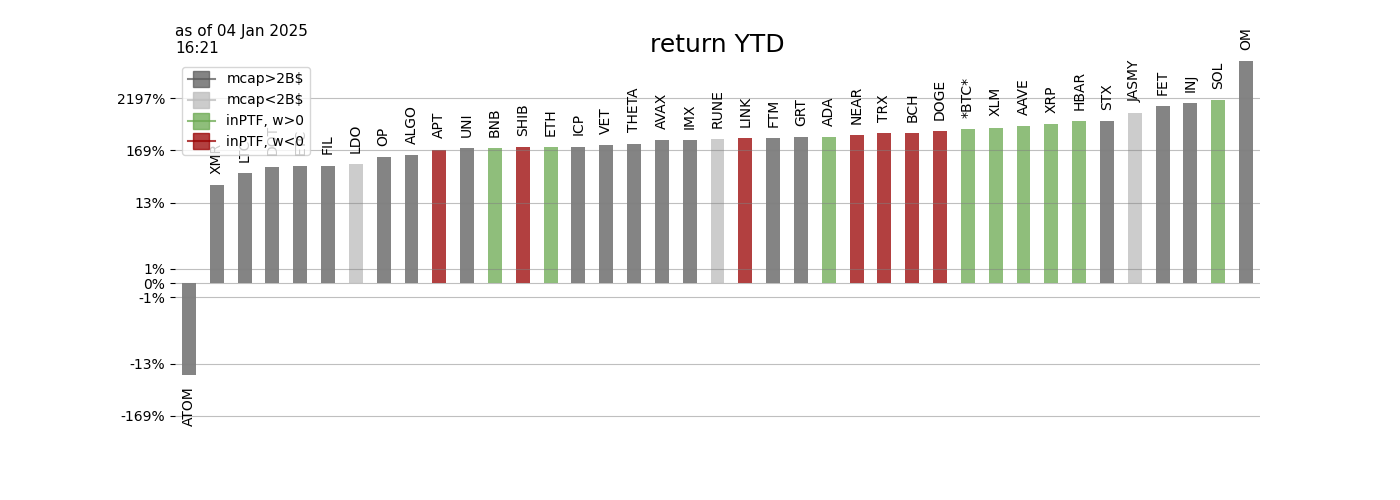 as of 04 Jan 2025
16:21
return YTD
mcap>2B$
mcap<2B$
inPTF, w>0
inPTF, w<0
2197%
169%
13%
1%
0%
-1%
-13%
-169%
ATOM
XMR
LTC
DOT
ETC
FIL
LDO
OP
ALGO
APT
UNI
BNB
SHIB
ETH
ICP
VET
THETA
AVAX
IMX
RUNE
LINK
FTM
GRT
ADA
NEAR
TRX
BCH
DOGE
*BTC*
XLM
AAVE
XRP
HBAR
STX
JASMY
FET
INJ
SOL
OM